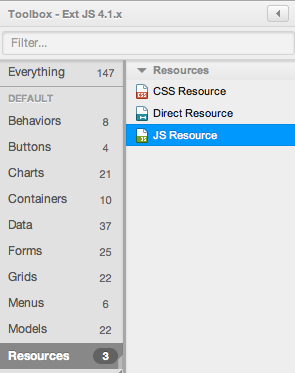 Toolbox - Ext JS 4.1.x
Filter...
Everything 147
DEFAULT
Behaviors 8
Buttons 4
Charts 21
Containers 10
Data 37
Forms 25
Grids 22
Menus 6
Models 22
Resources 3
Resources
CSS Resource
Direct Resource
JS Resource